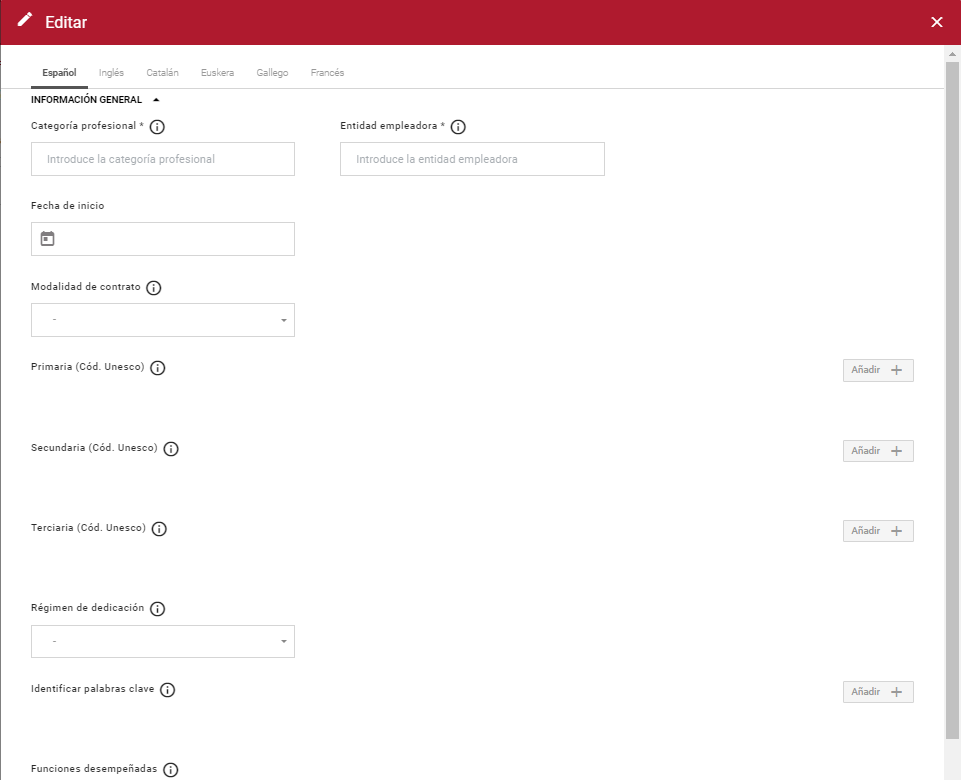 Editar
Español Inglés Catalán Euskera Gallego Francés
INFORMACIÓN GENERAL
Categoría profesional * Entidad empleadora *
Introduce la categoría profesional Introduce la entidad empleadora
Fecha de inicio
Modalidad de contrato
-
Primaria (Cód. Unesco) Añadir +
Secundaria (Cód. Unesco) Añadir +
Terciaria (Cód. Unesco) Añadir +
Régimen de dedicación
-
Identificar palabras clave Añadir +
Funciones desempeñadas